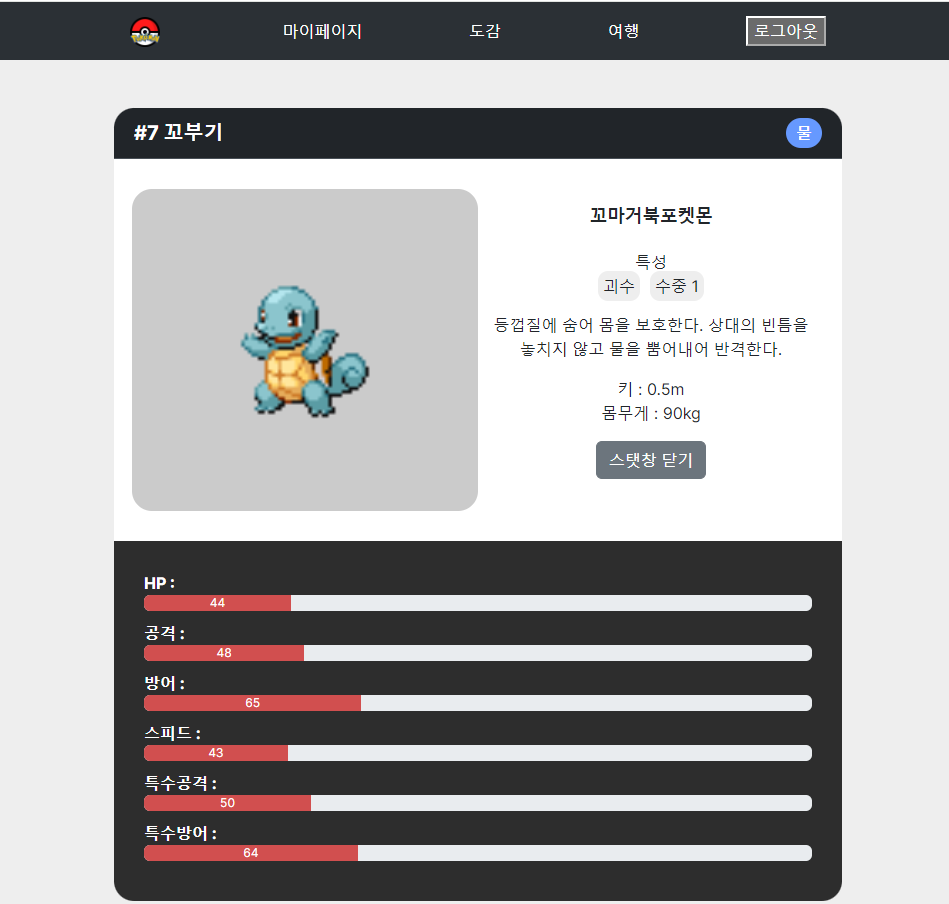 마이페이지 도감 여행 로그아웃
#7 꼬부기 물
꼬마거북포켓몬
특성
괴수 수중 1
등껍질에 숨어 몸을 보호한다. 상대의 빈틈을
놓치지 않고 물을 뿜어내어 반격한다.
키 : 0.5m
몸무게 : 90kg
스탯창 닫기
HP :
44
공격 :
48
방어 :
65
스피드 :
43
특수공격 :
50
특수방어 :
64